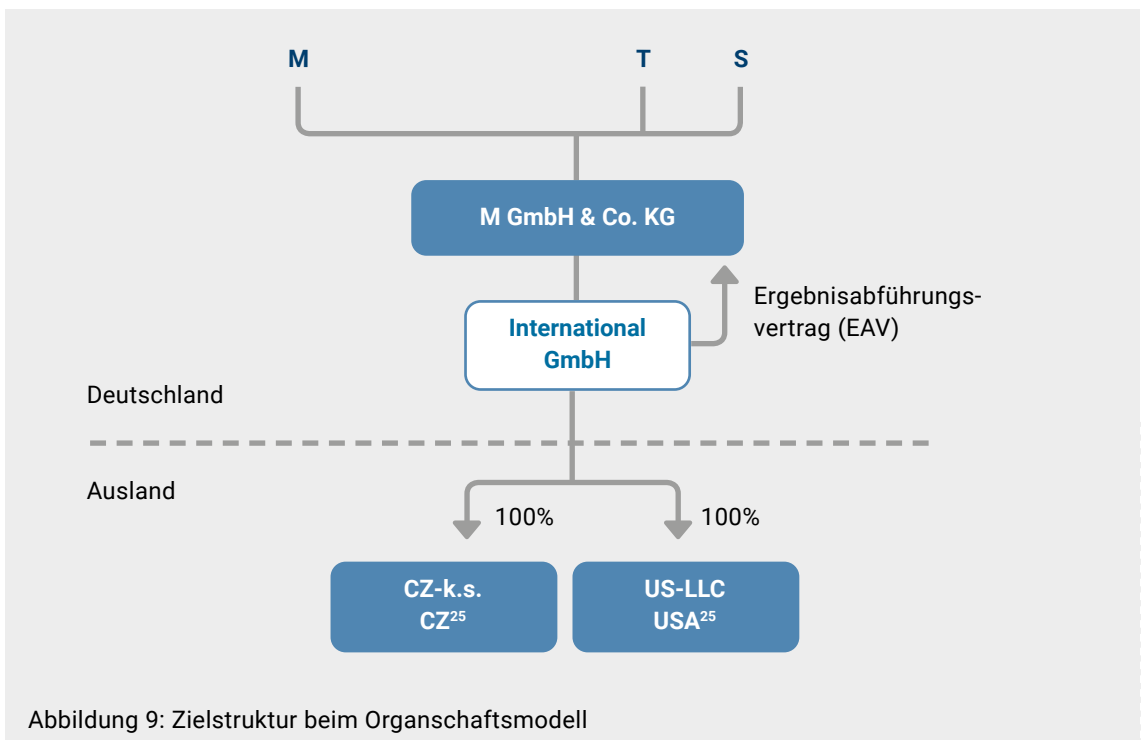 M
T
S
M GmbH & Co. KG
Ergebnisabführungs-
vertrag (EAV)
International
GmbH
Deutschland
Ausland
100%
100%
CZ-k.s.
CZ²⁵
US-LLC
USA²⁵
Abbildung 9: Zielstruktur beim Organschaftsmodell